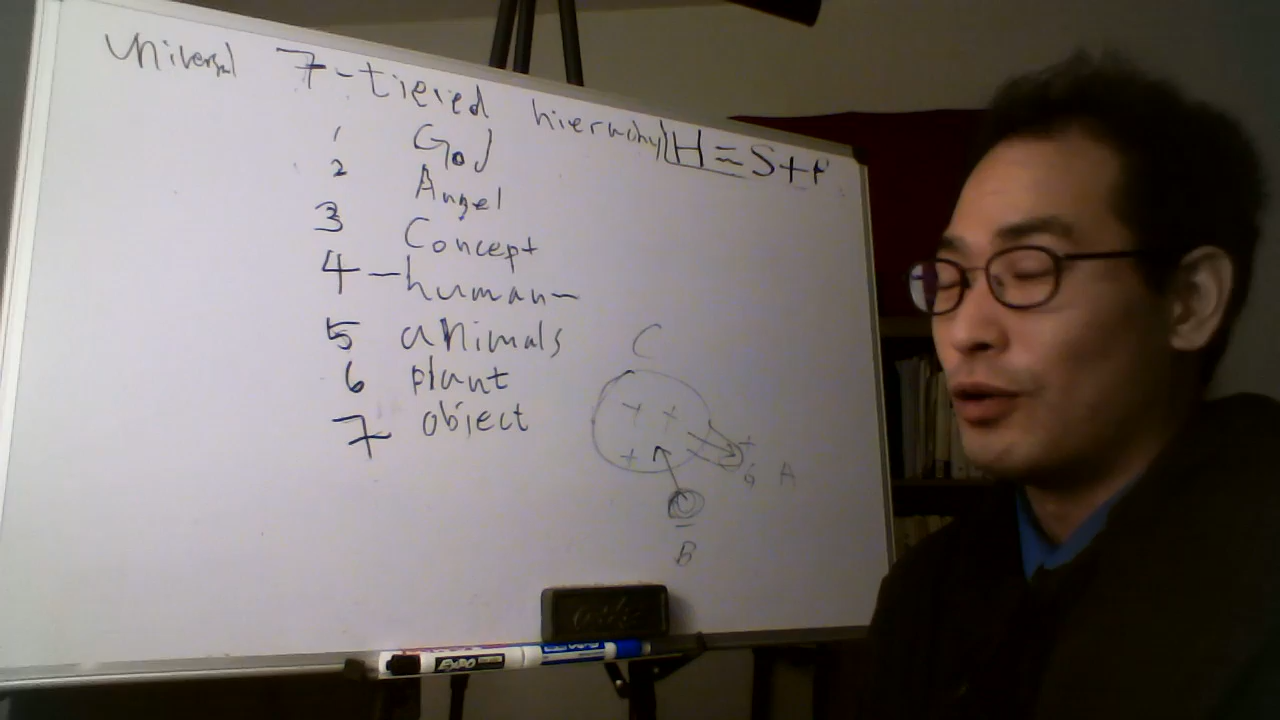 Universal 7-tiered hierarchy H = S+F
1 God
2 Angel
3 Concept
4 — human —
5 animals
6 plant
7 object
C
+ +
+
+
A
B
EXPO